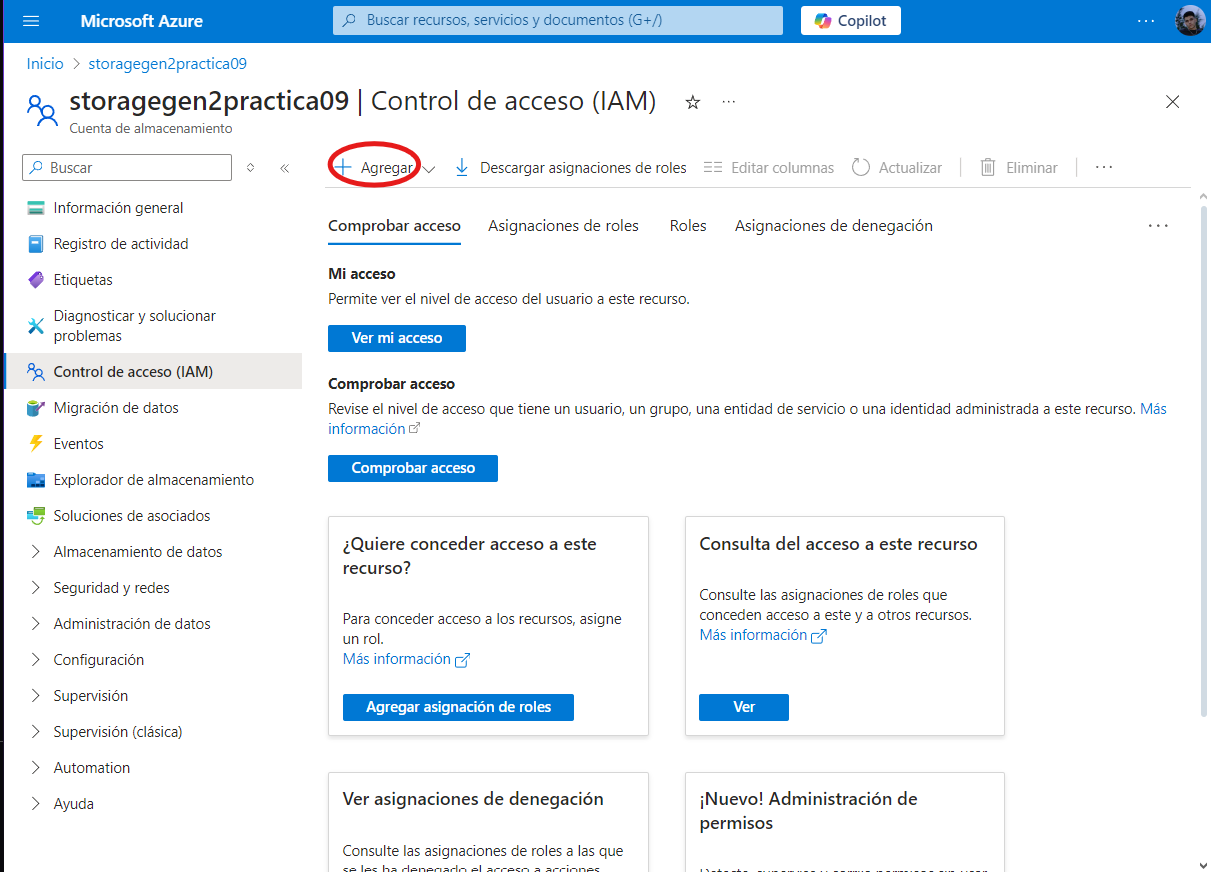 Microsoft Azure
Buscar recursos, servicios y documentos (G+/)
Copilot
Inicio > storagegen2practica09
storagegen2practica09 | Control de acceso (IAM)
Cuenta de almacenamiento
Buscar
Agregar
Descargar asignaciones de roles
Editar columnas
Actualizar
Eliminar
Información general
Registro de actividad
Etiquetas
Diagnosticar y solucionar
problemas
Control de acceso (IAM)
Migración de datos
Eventos
Explorador de almacenamiento
Soluciones de asociados
Almacenamiento de datos
Seguridad y redes
Administración de datos
Configuración
Supervisión
Supervisión (clásica)
Automation
Ayuda
Comprobar acceso
Asignaciones de roles
Roles
Asignaciones de denegación
Mi acceso
Permite ver el nivel de acceso del usuario a este recurso.
Ver mi acceso
Comprobar acceso
Revise el nivel de acceso que tiene un usuario, un grupo, una entidad de servicio o una identidad administrada a este recurso. Más
información
Comprobar acceso
¿Quiere conceder acceso a este
recurso?
Para conceder acceso a los recursos, asigne
un rol.
Más información
Agregar asignación de roles
Consulta del acceso a este recurso
Consulte las asignaciones de roles que
conceden acceso a este y a otros recursos.
Más información
Ver
Ver asignaciones de denegación
Consulte las asignaciones de roles a las que
se les ha denegado el acceso a acciones
¡Nuevo! Administración de
permisos